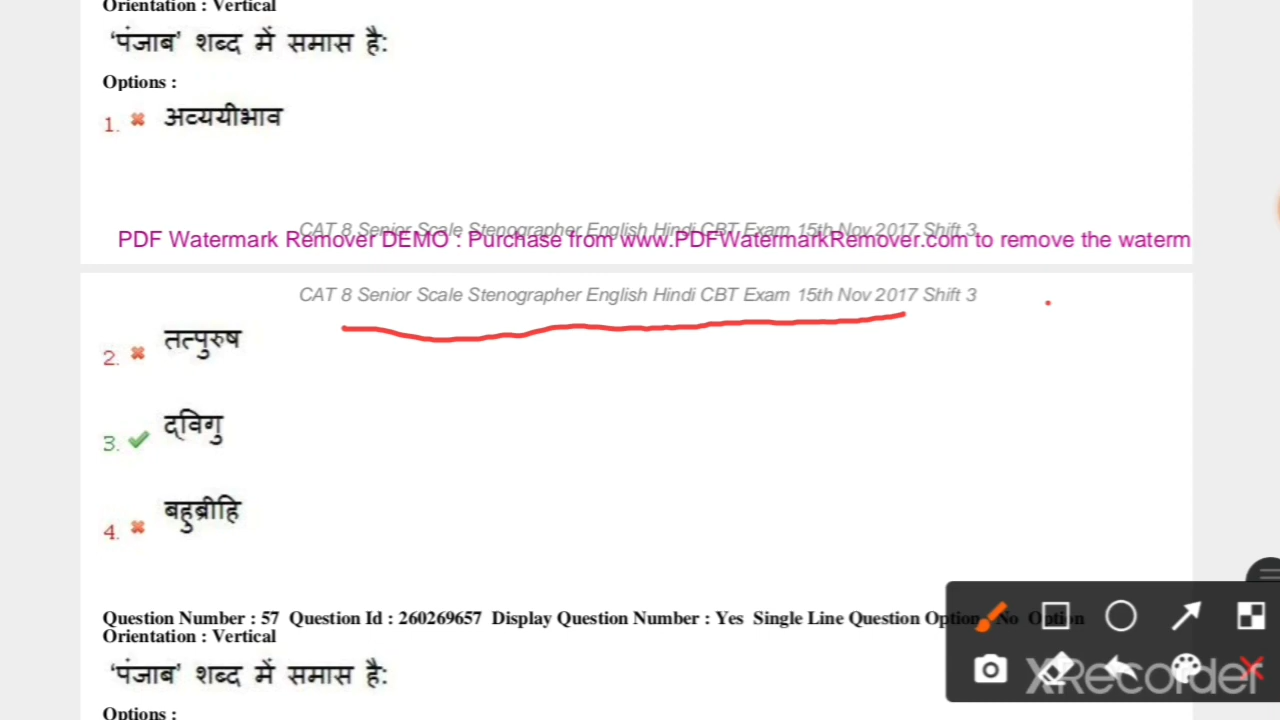 Orientation : Vertical
'पंजाब' शब्द में समास है:
Options :
1. अव्ययीभाव
CAT 8 Senior Scale Stenographer English Hindi CBT Exam 15th Nov 2017 Shift 3
PDF Watermark Remover DEMO : Purchase from www.PDFWatermarkRemover.com to remove the waterm
CAT 8 Senior Scale Stenographer English Hindi CBT Exam 15th Nov 2017 Shift 3
2. तत्पुरुष
3. द्विगु
4. बहुब्रीहि
Question Number : 57 Question Id : 260269657 Display Question Number : Yes Single Line Question Option : No Option
Orientation : Vertical
'पंजाब' शब्द में समास है:
Options :
XRecorder